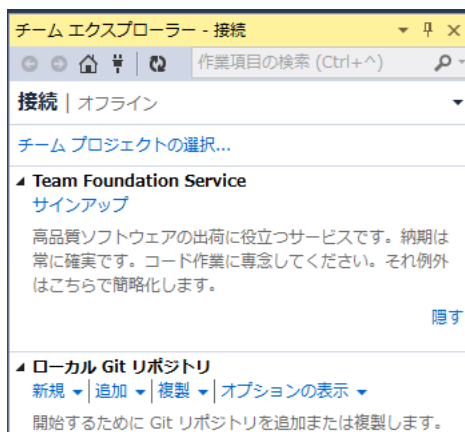 チーム エクスプローラー - 接続
作業項目の検索 (Ctrl+^)
接続 | オフライン
チーム プロジェクトの選択...
Team Foundation Service
サインアップ
高品質ソフトウェアの出荷に役立つサービスです。納期は
常に確実です。コード作業に専念してください。それ例外
はこちらで簡略化します。
隠す
ローカル Git リポジトリ
新規 | 追加 | 複製 | オプションの表示
開始するために Git リポジトリを追加または複製します。